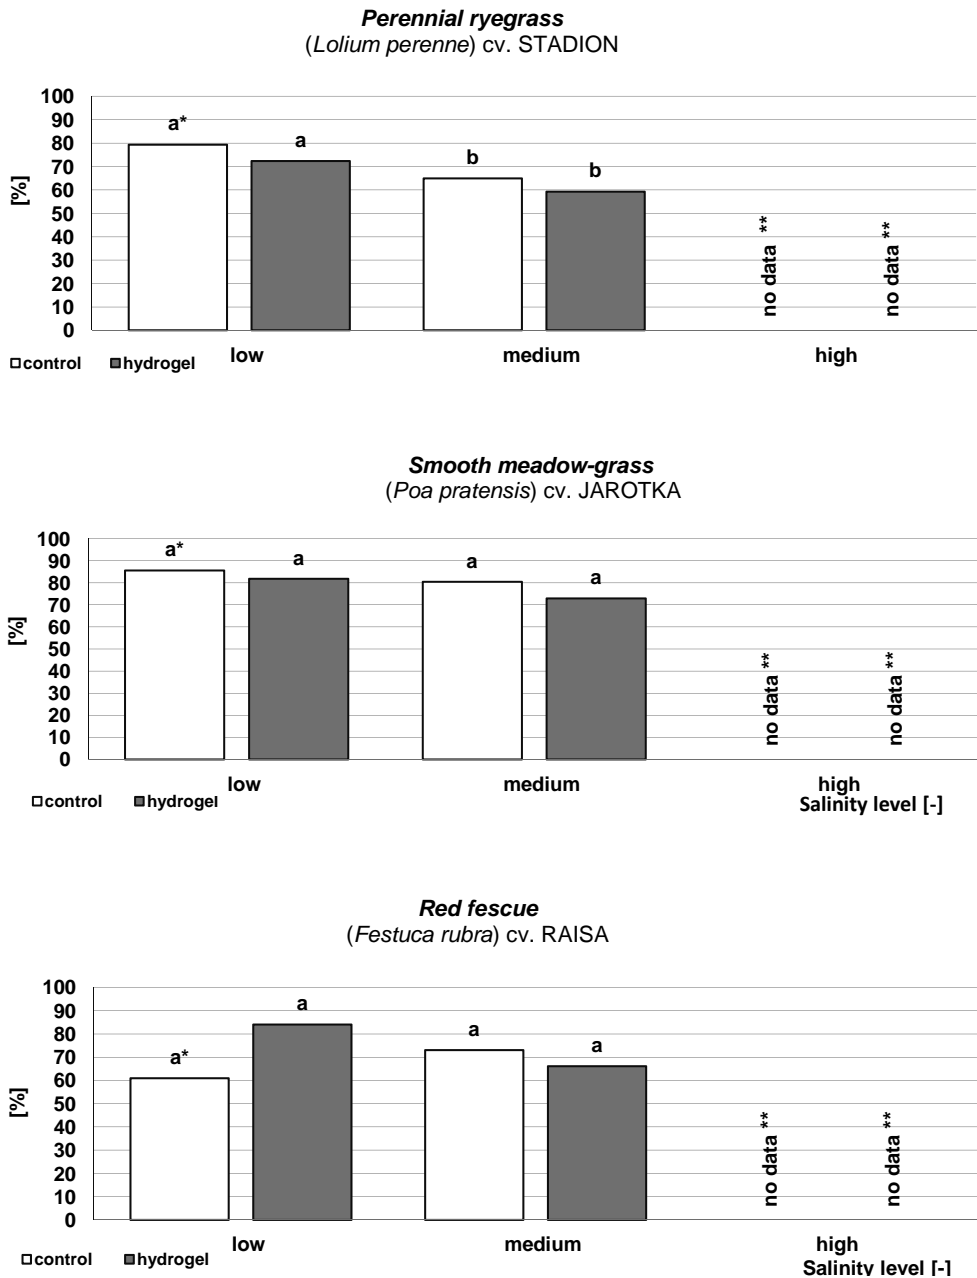 Perennial ryegrass
(Lolium perenne) cv. STADION
100
90
80
70
60
50
40
30
20
10
0
[%]
a*
a
b
b
no data **
no data **
low
medium
high
control
hydrogel
Smooth meadow-grass
(Poa pratensis) cv. JAROTKA
100
90
80
70
60
50
40
30
20
10
0
[%]
a*
a
a
a
no data **
no data **
low
medium
high
control
hydrogel
Salinity level [-]
Red fescue
(Festuca rubra) cv. RAISA
100
90
80
70
60
50
40
30
20
10
0
[%]
a*
a
a
a
no data **
no data **
low
medium
high
control
hydrogel
Salinity level [-]